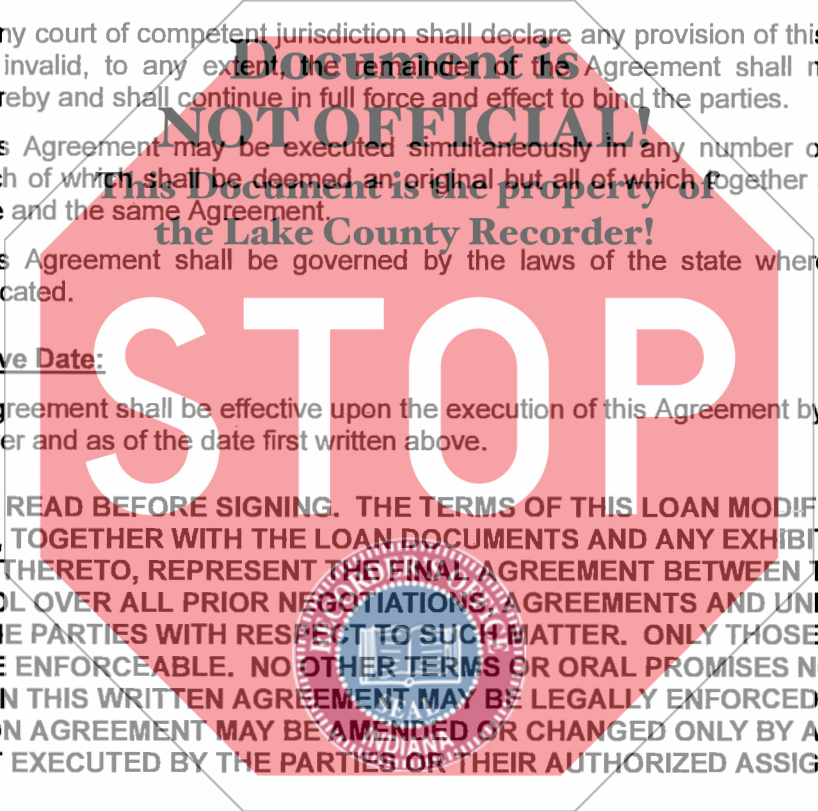 ny court of competent jurisdiction shall declare any provision of this
Document is
invalid, to any extent, the remainder of the Agreement shall n
reby and shall continue in full force and effect to bind the parties.
NOT OFFICIAL!
s Agreement may be executed simultaneously in any number o
h of which shall be deemed an original but all of which together
This Document is the property of
e and the same Agreement.
the Lake County Recorder!
s Agreement shall be governed by the laws of the state where
cated.
STOP
ve Date:
greement shall be effective upon the execution of this Agreement by
er and as of the date first written above.
READ BEFORE SIGNING. THE TERMS OF THIS LOAN MODIF
, TOGETHER WITH THE LOAN DOCUMENTS AND ANY EXHIBIT
THERETO, REPRESENT THE FINAL AGREEMENT BETWEEN T
OL OVER ALL PRIOR NEGOTIATIONS, AGREEMENTS AND UN
E PARTIES WITH RESPECT TO SUCH MATTER. ONLY THOSE
E ENFORCEABLE. NO OTHER TERMS OR ORAL PROMISES N
N THIS WRITTEN AGREEMENT MAY BE LEGALLY ENFORCED
N AGREEMENT MAY BE AMENDED OR CHANGED ONLY BY A
EXECUTED BY THE PARTIES OR THEIR AUTHORIZED ASSIG
SEAL
INDIANA